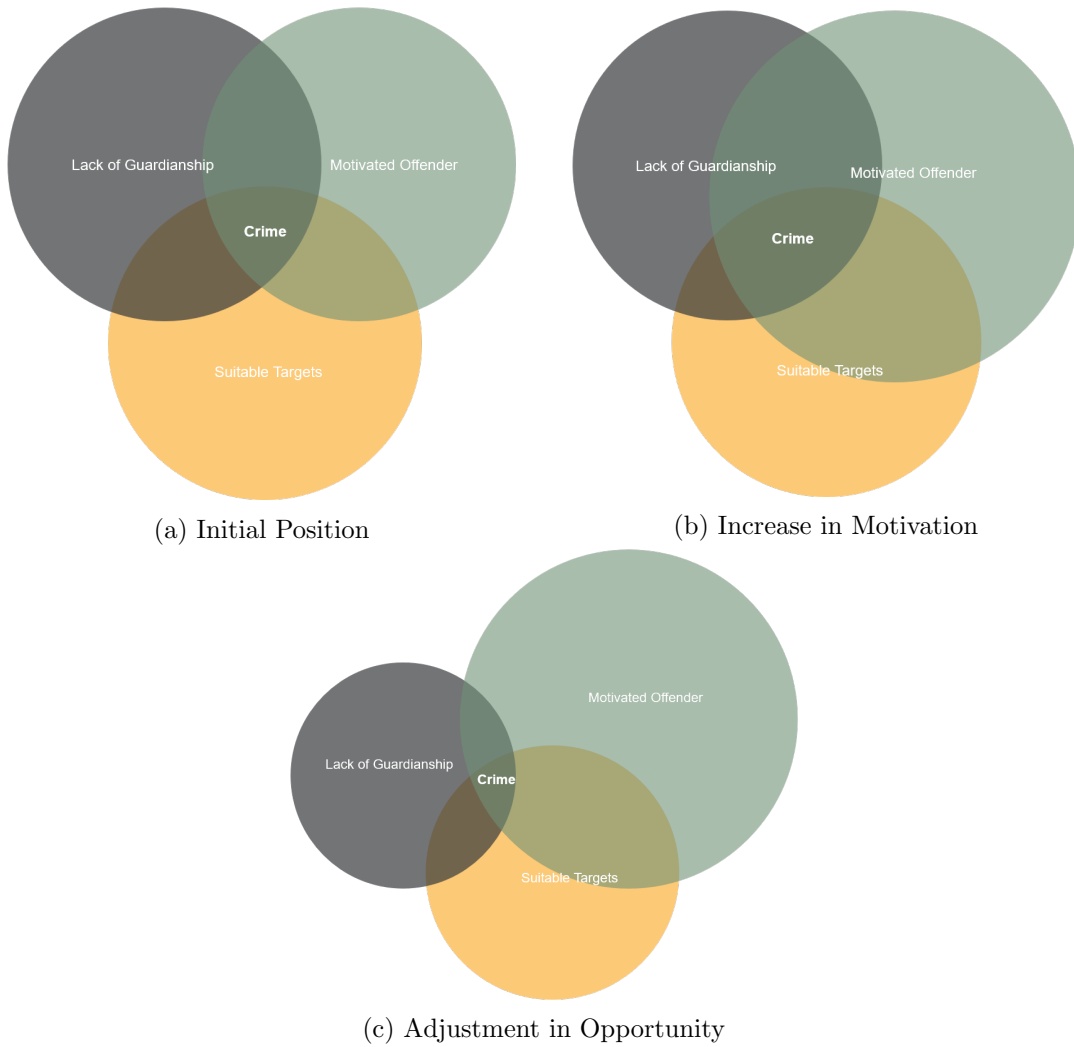 Lack of Guardianship
Motivated Offender
Crime
Suitable Targets
(a) Initial Position
Lack of Guardianship
Motivated Offender
Crime
Suitable Targets
(b) Increase in Motivation
Motivated Offender
Lack of Guardianship
Crime
Suitable Targets
(c) Adjustment in Opportunity